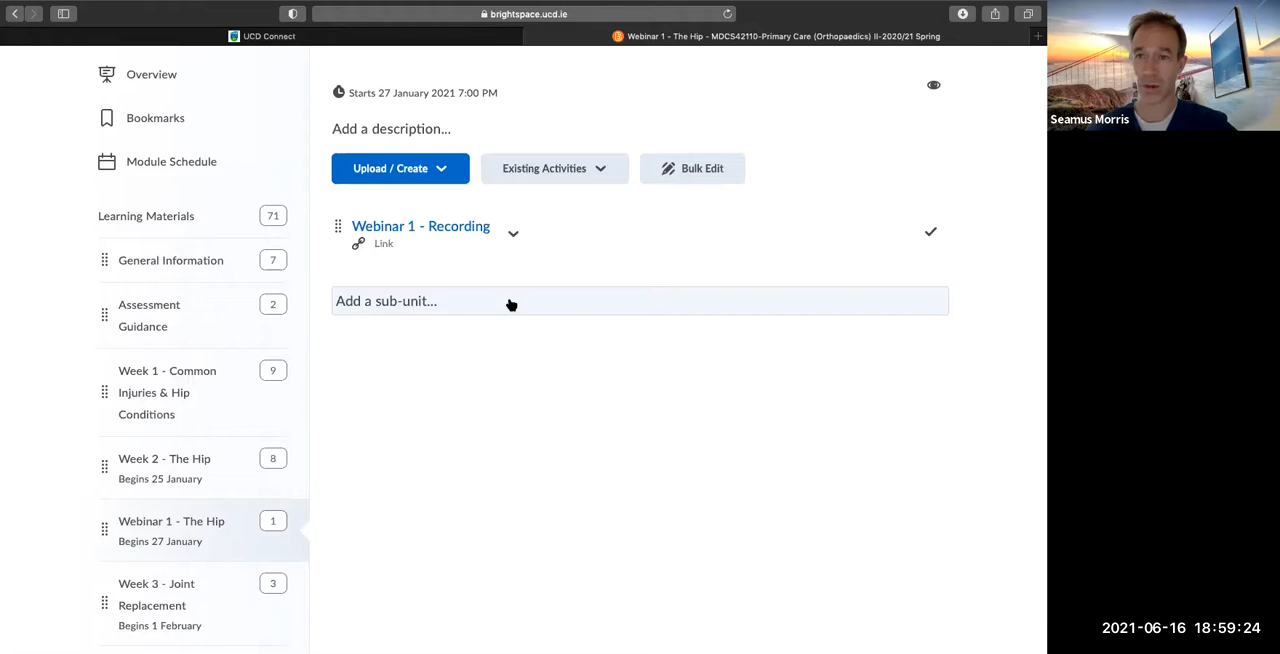 brightspace.ucd.ie
UCD Connect
Webinar 1 - The Hip - MDCS42110-Primary Care (Orthopaedics) II-2020/21 Spring
Seamus Morris
Overview
Bookmarks
Module Schedule
Learning Materials 71
General Information 7
Assessment 2
Guidance
Week 1 - Common 9
Injuries & Hip
Conditions
Week 2 - The Hip 8
Begins 25 January
Webinar 1 - The Hip 1
Begins 27 January
Week 3 - Joint 3
Replacement
Begins 1 February
Starts 27 January 2021 7:00 PM
Add a description...
Upload / Create
Existing Activities
Bulk Edit
Webinar 1 - Recording
Link
Add a sub-unit...
2021-06-16 18:59:24